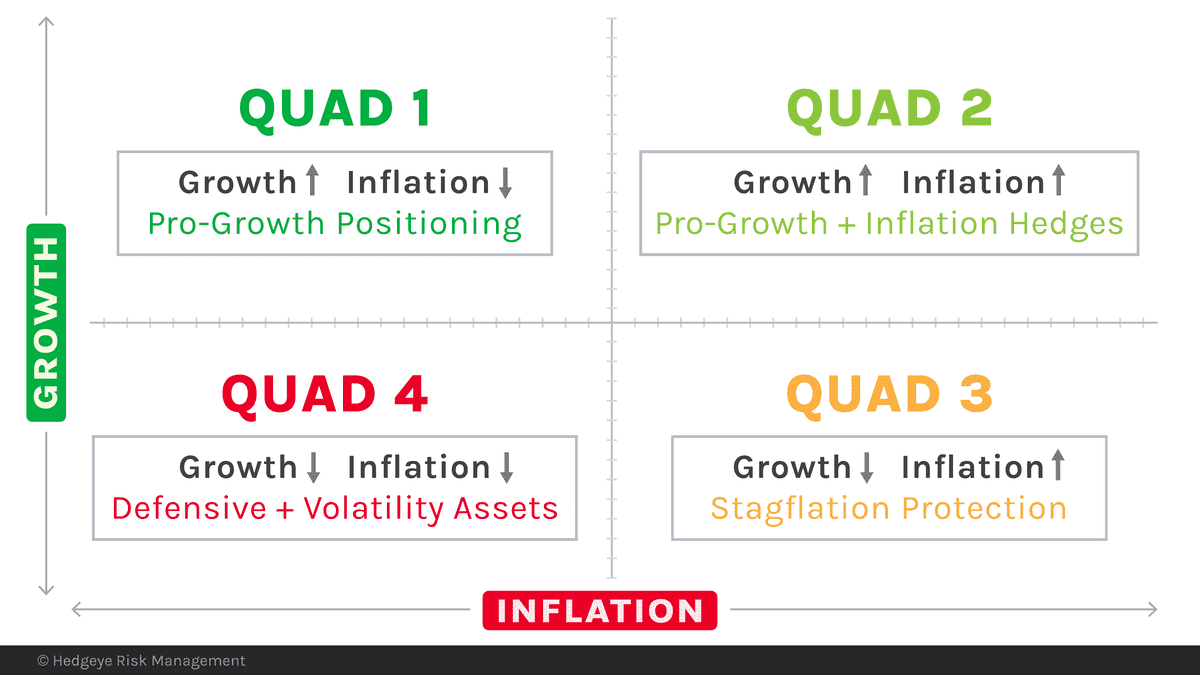 QUAD 1
Growth↑ Inflation↓
Pro-Growth Positioning
QUAD 2
Growth↑ Inflation↑
Pro-Growth + Inflation Hedges
GROWTH
QUAD 4
Growth↓ Inflation↓
Defensive + Volatility Assets
QUAD 3
Growth↓ Inflation↑
Stagflation Protection
INFLATION
© Hedgeye Risk Management